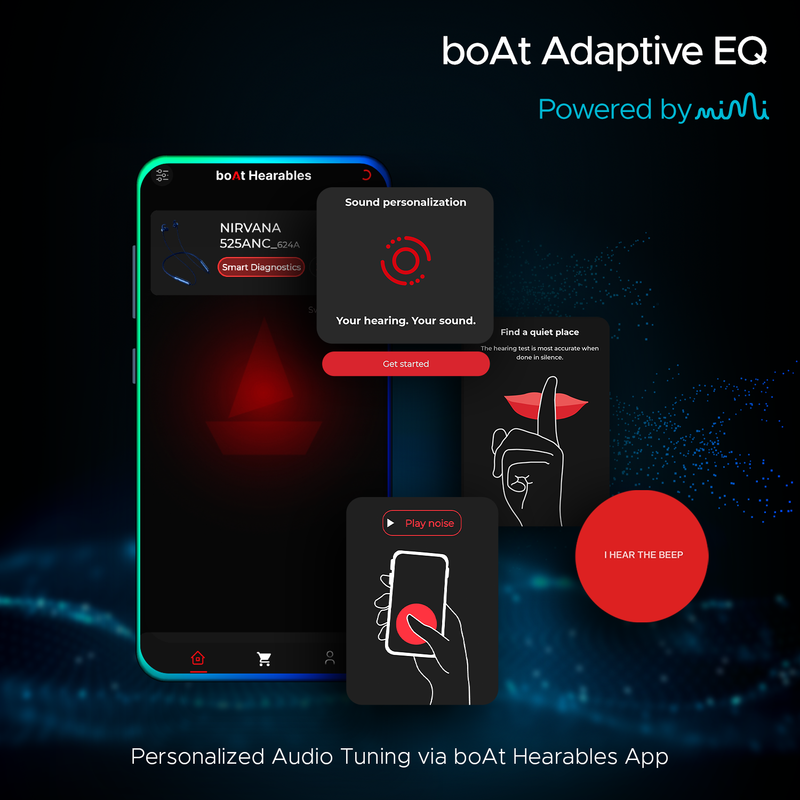 boAt Adaptive EQ
Powered by miMi
boAt Hearables
NIRVANA
525ANC_624A
Smart Diagnostics
Sound personalization
Your hearing. Your sound.
Get started
Find a quiet place
The hearing test is most accurate when
done in silence.
Play noise
I HEAR THE BEEP
Personalized Audio Tuning via boAt Hearables App